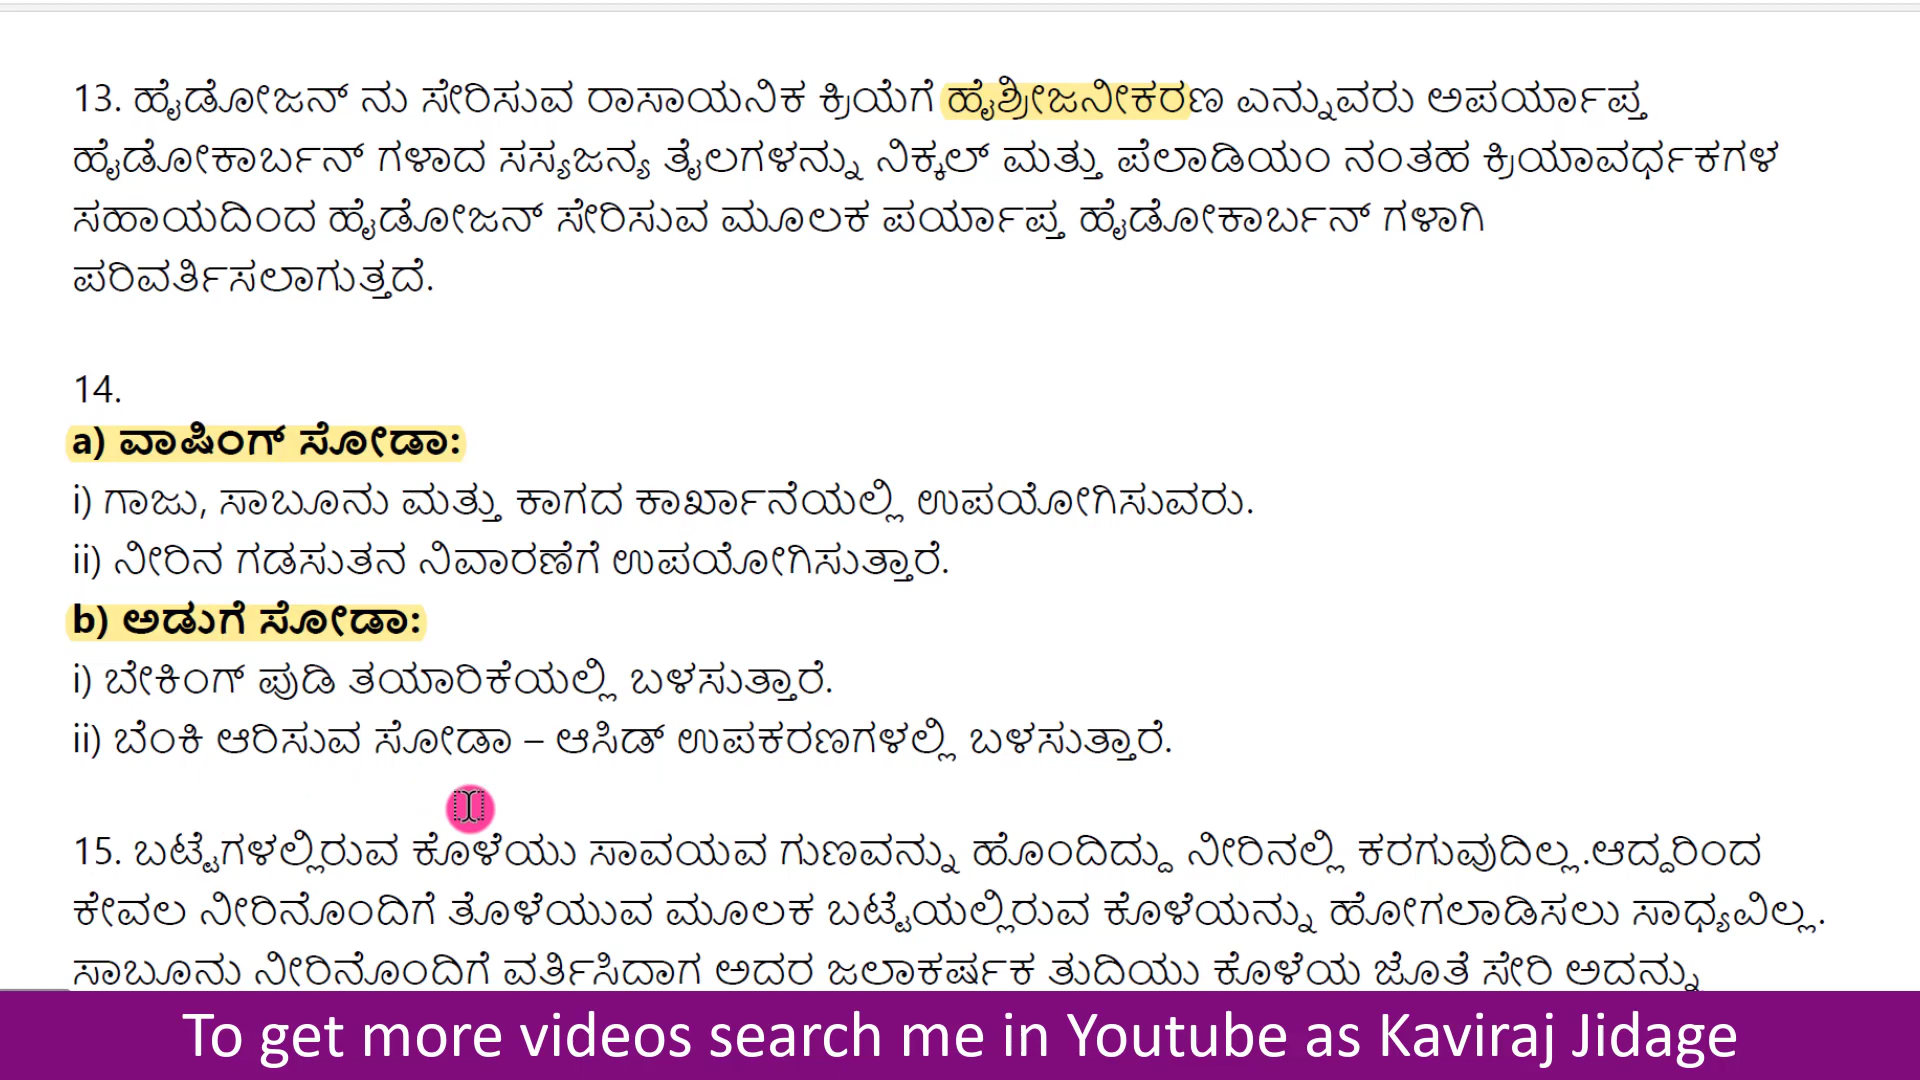 13. ಹೈಡೋಜನ್ ನು ಸೇರಿಸುವ ರಾಸಾಯನಿಕ ಕ್ರಿಯೆಗೆ ಹೈಶ್ರೀಜನೀಕರಣ ಎನ್ನುವರು ಅಪರ್ಯಾಪ್ತ
ಹೈಡೋಕಾರ್ಬನ್ ಗಳಾದ ಸಸ್ಯಜನ್ಯ ತೈಲಗಳನ್ನು ನಿಕ್ಕಲ್ ಮತ್ತು ಪೆಲಾಡಿಯಂ ನಂತಹ ಕ್ರಿಯಾವರ್ಧಕಗಳ
ಸಹಾಯದಿಂದ ಹೈಡೋಜನ್ ಸೇರಿಸುವ ಮೂಲಕ ಪರ್ಯಾಪ್ತ ಹೈಡೋಕಾರ್ಬನ್ ಗಳಾಗಿ
ಪರಿವರ್ತಿಸಲಾಗುತ್ತದೆ.
14.
a) ವಾಷಿಂಗ್ ಸೋಡಾ:
i) ಗಾಜು, ಸಾಬೂನು ಮತ್ತು ಕಾಗದ ಕಾರ್ಖಾನೆಯಲ್ಲಿ ಉಪಯೋಗಿಸುವರು.
ii) ನೀರಿನ ಗಡಸುತನ ನಿವಾರಣೆಗೆ ಉಪಯೋಗಿಸುತ್ತಾರೆ.
b) ಅಡುಗೆ ಸೋಡಾ:
i) ಬೇಕಿಂಗ್ ಪುಡಿ ತಯಾರಿಕೆಯಲ್ಲಿ ಬಳಸುತ್ತಾರೆ.
ii) ಬೆಂಕಿ ಆರಿಸುವ ಸೋಡಾ – ಆಸಿಡ್ ಉಪಕರಣಗಳಲ್ಲಿ ಬಳಸುತ್ತಾರೆ.
15. ಬಟ್ಟೆಗಳಲ್ಲಿರುವ ಕೊಳೆಯು ಸಾವಯವ ಗುಣವನ್ನು ಹೊಂದಿದ್ದು ನೀರಿನಲ್ಲಿ ಕರಗುವುದಿಲ್ಲ.ಆದ್ದರಿಂದ
ಕೇವಲ ನೀರಿನೊಂದಿಗೆ ತೊಳೆಯುವ ಮೂಲಕ ಬಟ್ಟೆಯಲ್ಲಿರುವ ಕೊಳೆಯನ್ನು ಹೋಗಲಾಡಿಸಲು ಸಾಧ್ಯವಿಲ್ಲ.
ಸಾಬೂನು ನೀರಿನೊಂದಿಗೆ ವರ್ತಿಸಿದಾಗ ಅದರ ಜಲಾಕರ್ಷಕ ತುದಿಯು ಕೊಳೆಯ ಜೊತೆ ಸೇರಿ ಅದನ್ನು
To get more videos search me in Youtube as Kaviraj Jidage